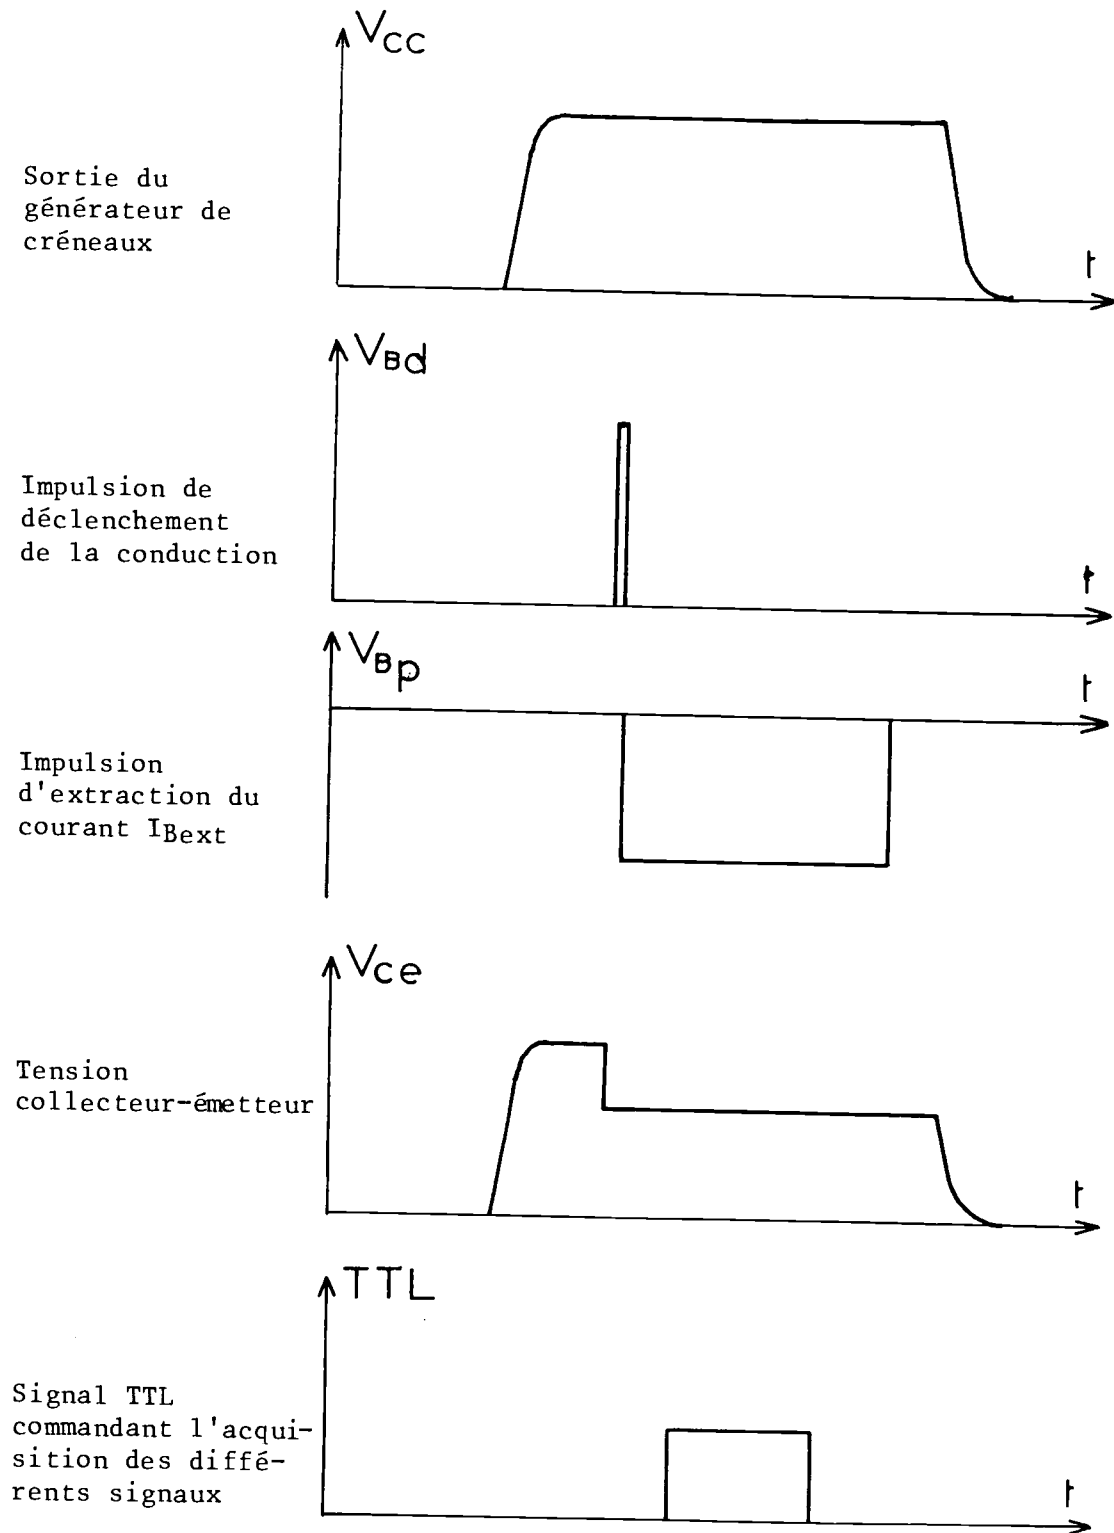 Vcc
Sortie du
générateur de
créneaux
t
VBd
Impulsion de
déclenchement
de la conduction
t
VBp
t
Impulsion
d'extraction du
courant IBext
Vce
Tension
collecteur-émetteur
t
TTL
Signal TTL
commandant l'acqui-
sition des diffé-
rents signaux
t